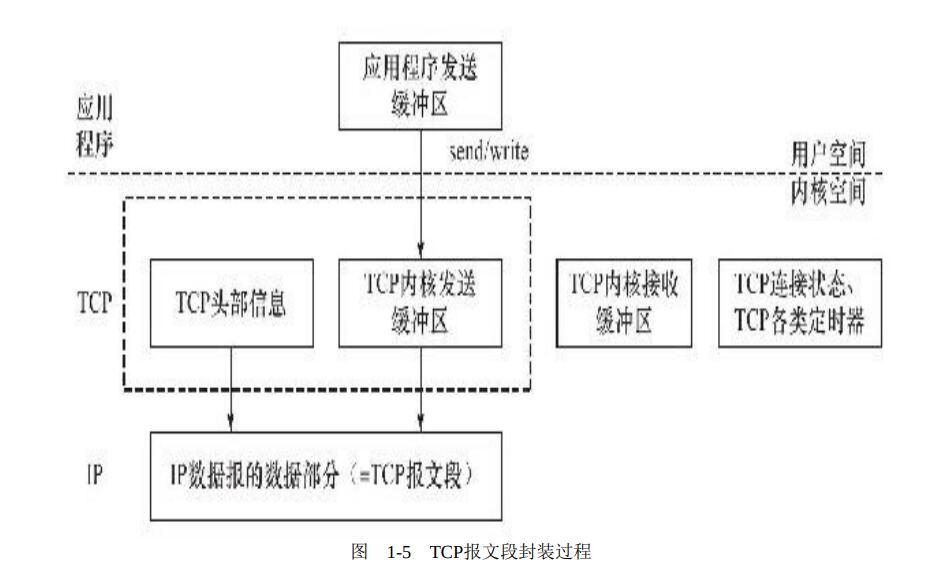 应用程序发送
缓冲区
应用
程序
send/write
用户空间
内核空间
TCP
TCP头部信息
TCP内核发送
缓冲区
TCP内核接收
缓冲区
TCP连接状态、
TCP各类定时器
IP
IP数据报的数据部分（=TCP报文段）
图 1-5 TCP报文段封装过程